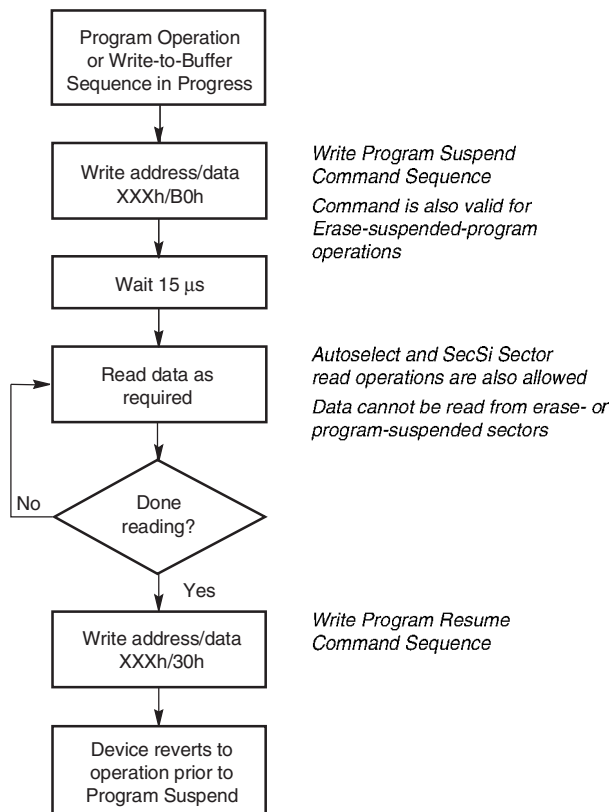 Program Operation
or Write-to-Buffer
Sequence in Progress
Write address/data
XXXh/B0h
Write Program Suspend
Command Sequence
Command is also valid for
Erase-suspended-program
operations
Wait 15 μs
Read data as
required
Autoselect and SecSi Sector
read operations are also allowed
Data cannot be read from erase- or
program-suspended sectors
No
Done
reading?
Yes
Write address/data
XXXh/30h
Write Program Resume
Command Sequence
Device reverts to
operation prior to
Program Suspend